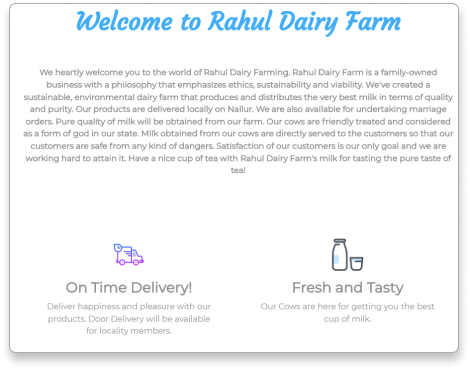 Welcome to Rahul Dairy Farm
We heartly welcome you to the world of Rahul Dairy Farming. Rahul Dairy Farm is a family-owned
business with a philosophy that emphasizes ethics, sustainability and viability. We've created a
sustainable, environmental dairy farm that produces and distributes the very best milk in terms of quality
and purity. Our products are delivered locally on Nallur. We are also available for undertaking marriage
orders. Pure quality of milk will be obtained from our farm. Our cows are friendly treated and considered
as a form of god in our state. Milk obtained from our cows are directly served to the customers so that our
customers are safe from any kind of dangers. Satisfaction of our customers is our only goal and we are
working hard to attain it. Have a nice cup of tea with Rahul Dairy Farm's milk for tasting the pure taste of
tea!
On Time Delivery!
Deliver happiness and pleasure with our
products. Door Delivery will be available
for locality members.
Fresh and Tasty
Our Cows are here for getting you the best
cup of milk.